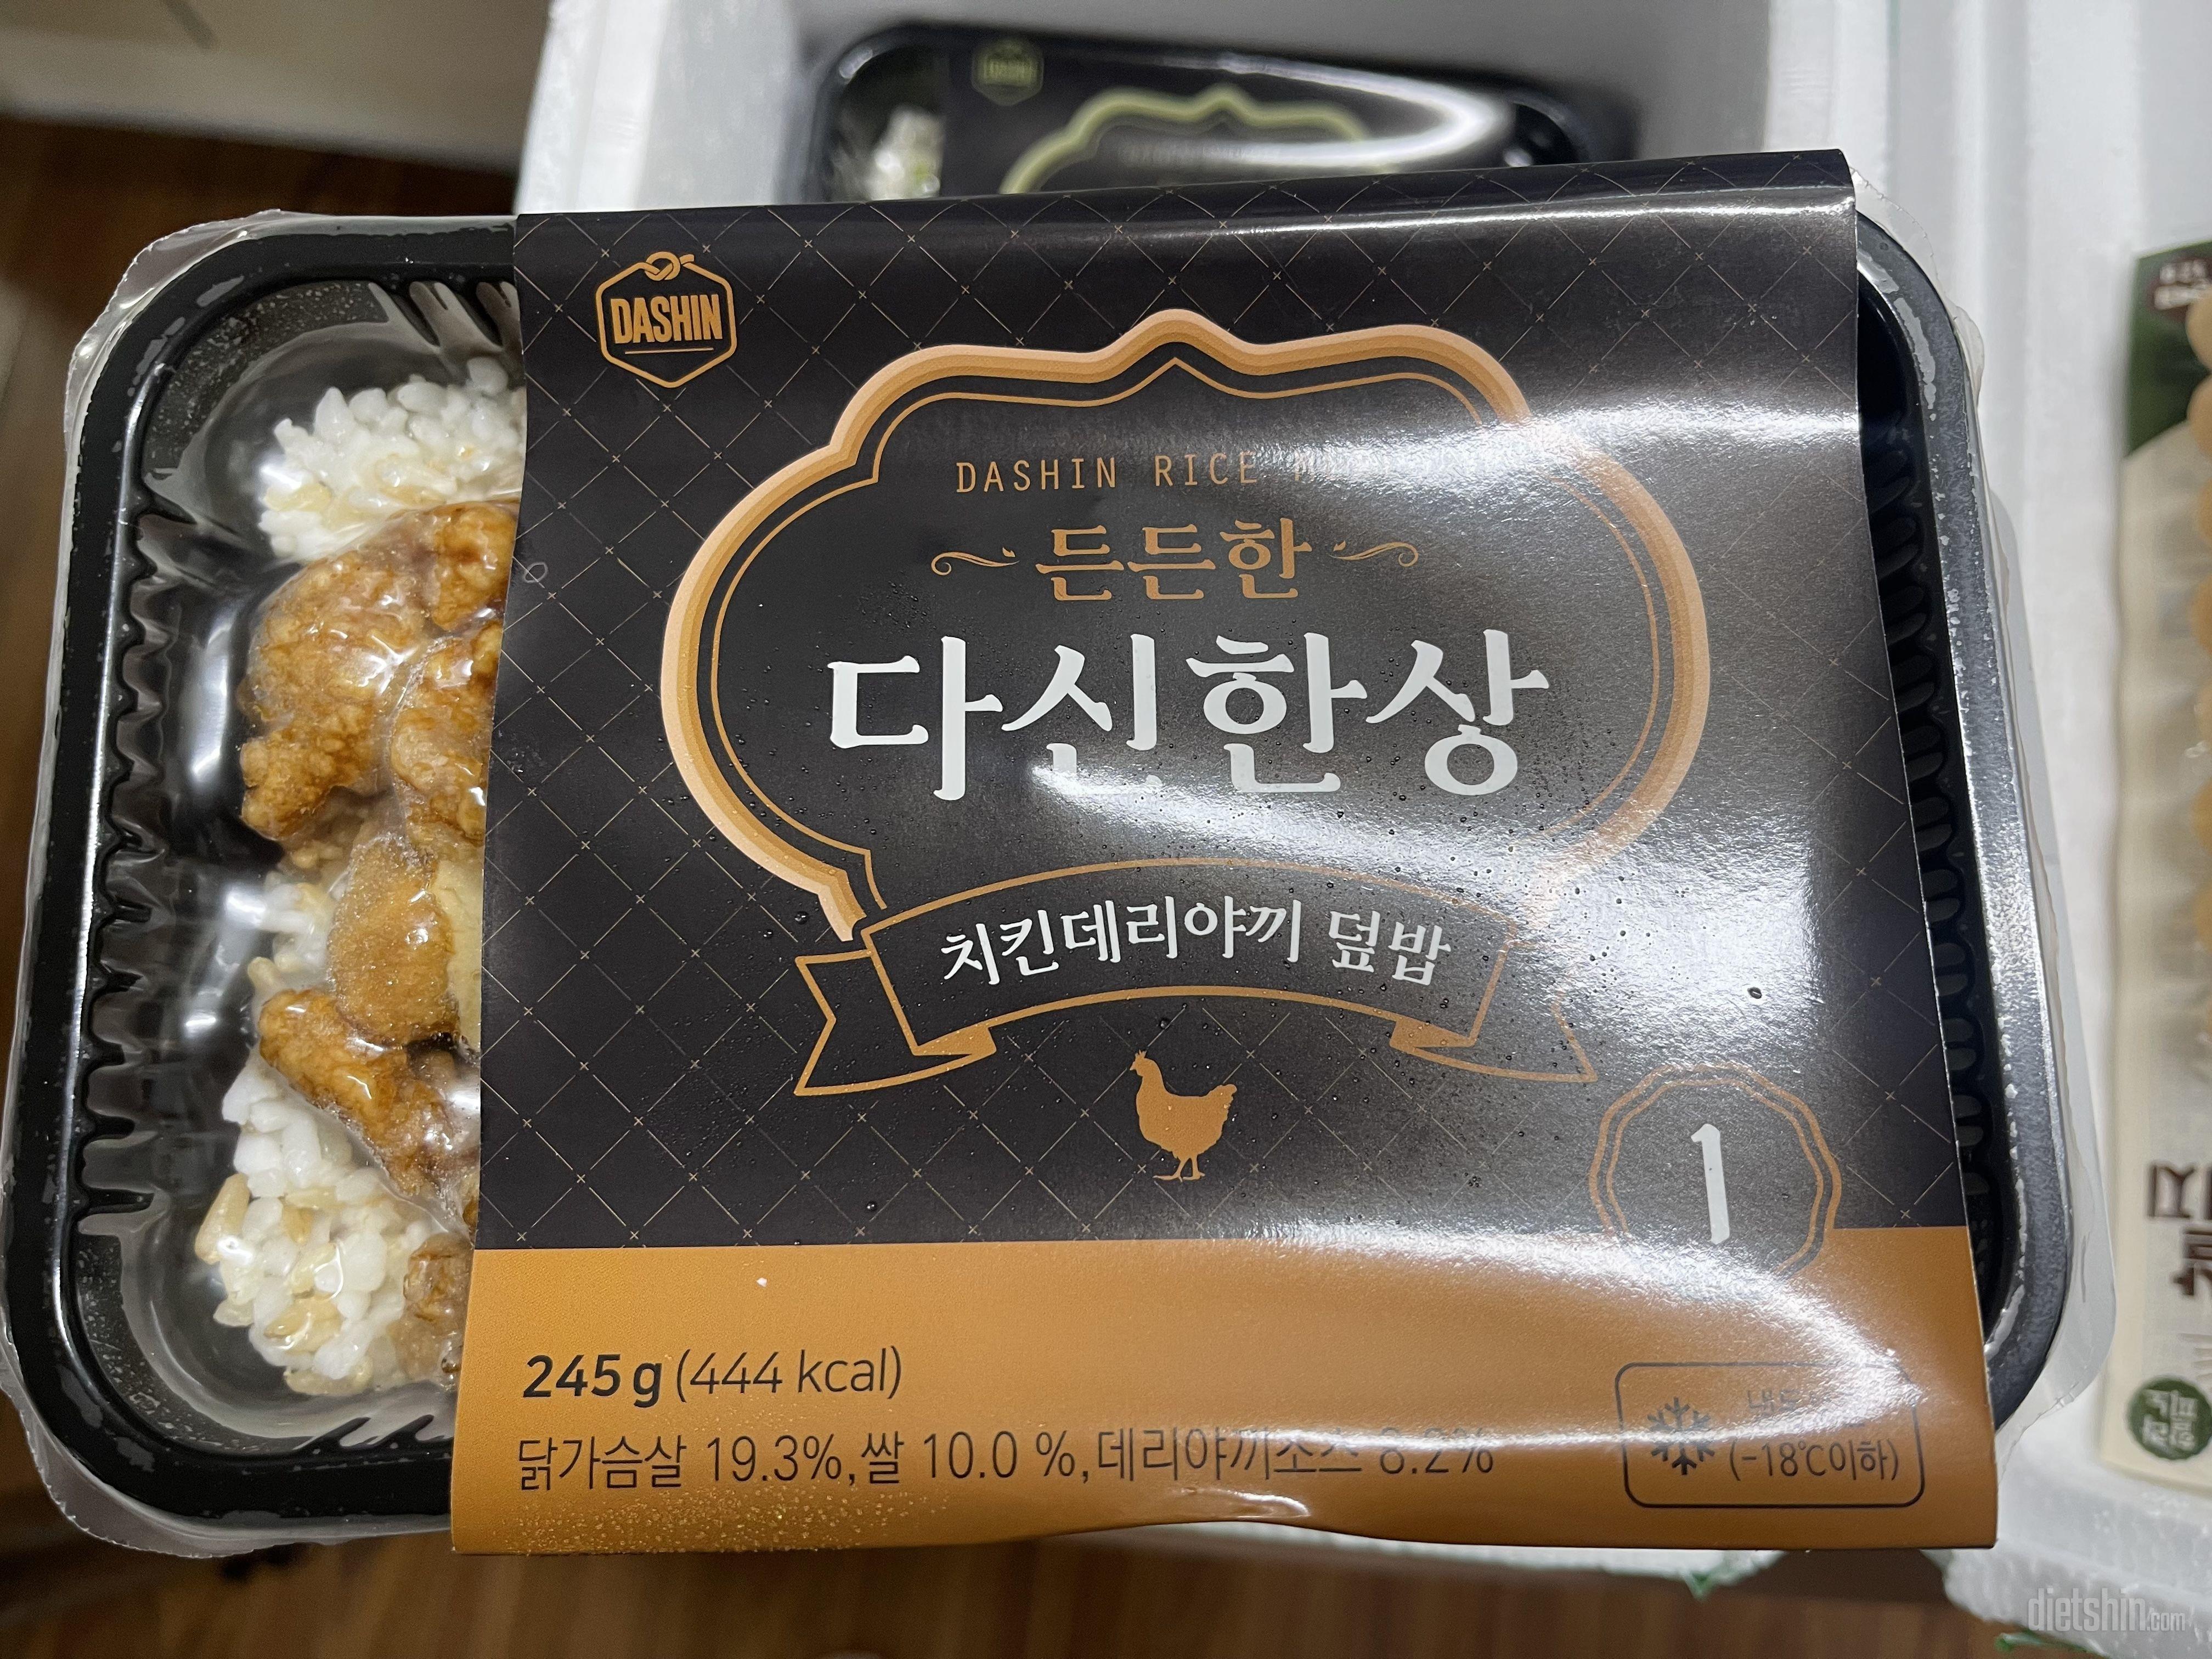 DASHIN
DASHIN RICE
든든한
다신한상
치킨데리야끼 덮밥
1
245g (444 kcal)
닭가슴살 19.3%, 쌀 10.0 %, 데리야끼소스 8.2%
(-18℃이하)
dietshin.com